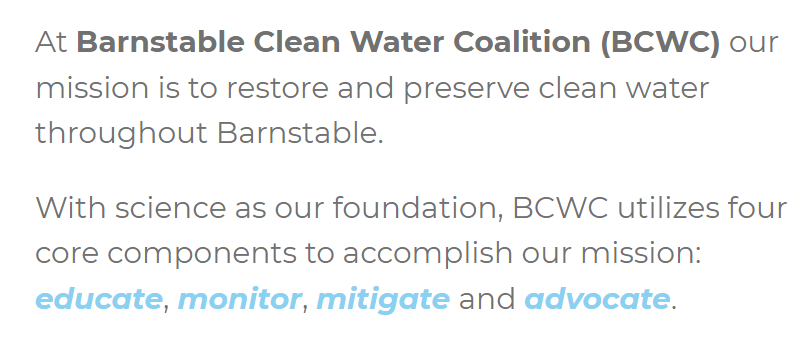 At Barnstable Clean Water Coalition (BCWC) our
mission is to restore and preserve clean water
throughout Barnstable.
With science as our foundation, BCWC utilizes four
core components to accomplish our mission:
educate, monitor, mitigate and advocate.